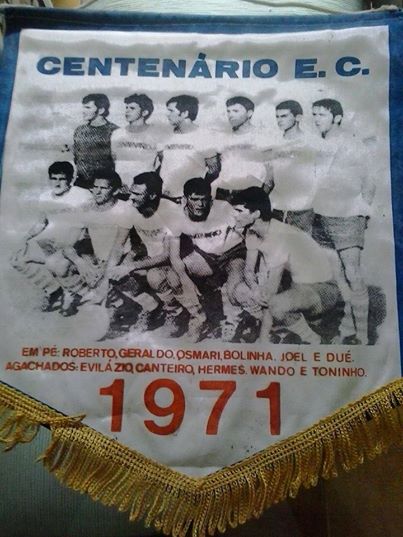 CENTENÁRIO E. C.
EM PÉ: ROBERTO, GERALDO, OSMARI, BOLINHA, JOEL E DUÉ.
AGACHADOS: EVILÁZIO, CANTEIRO, HERMES, WANDO E TONINHO.
1971